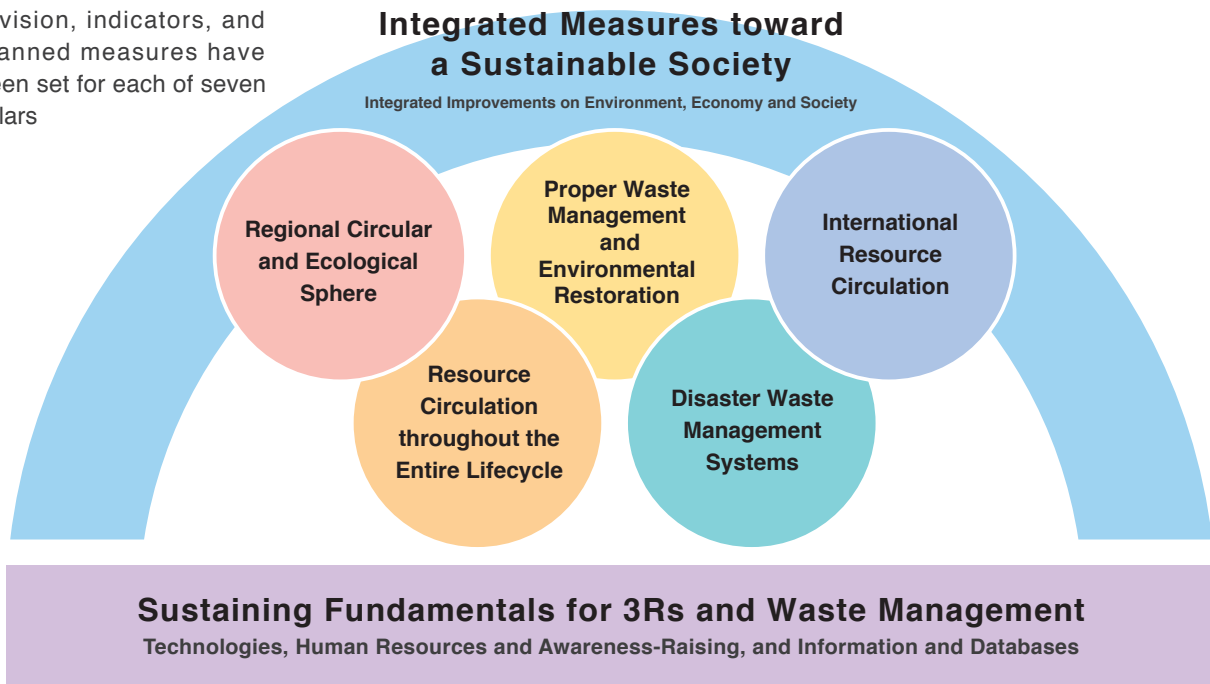 vision, indicators, and
anned measures have
een set for each of seven
lars
Integrated Measures toward
a Sustainable Society
Integrated Improvements on Environment, Economy and Society
Regional Circular
and Ecological
Sphere
Proper Waste
Management
and
Environmental
Restoration
International
Resource
Circulation
Resource
Circulation
throughout the
Entire Lifecycle
Disaster Waste
Management
Systems
Sustaining Fundamentals for 3Rs and Waste Management
Technologies, Human Resources and Awareness-Raising, and Information and Databases